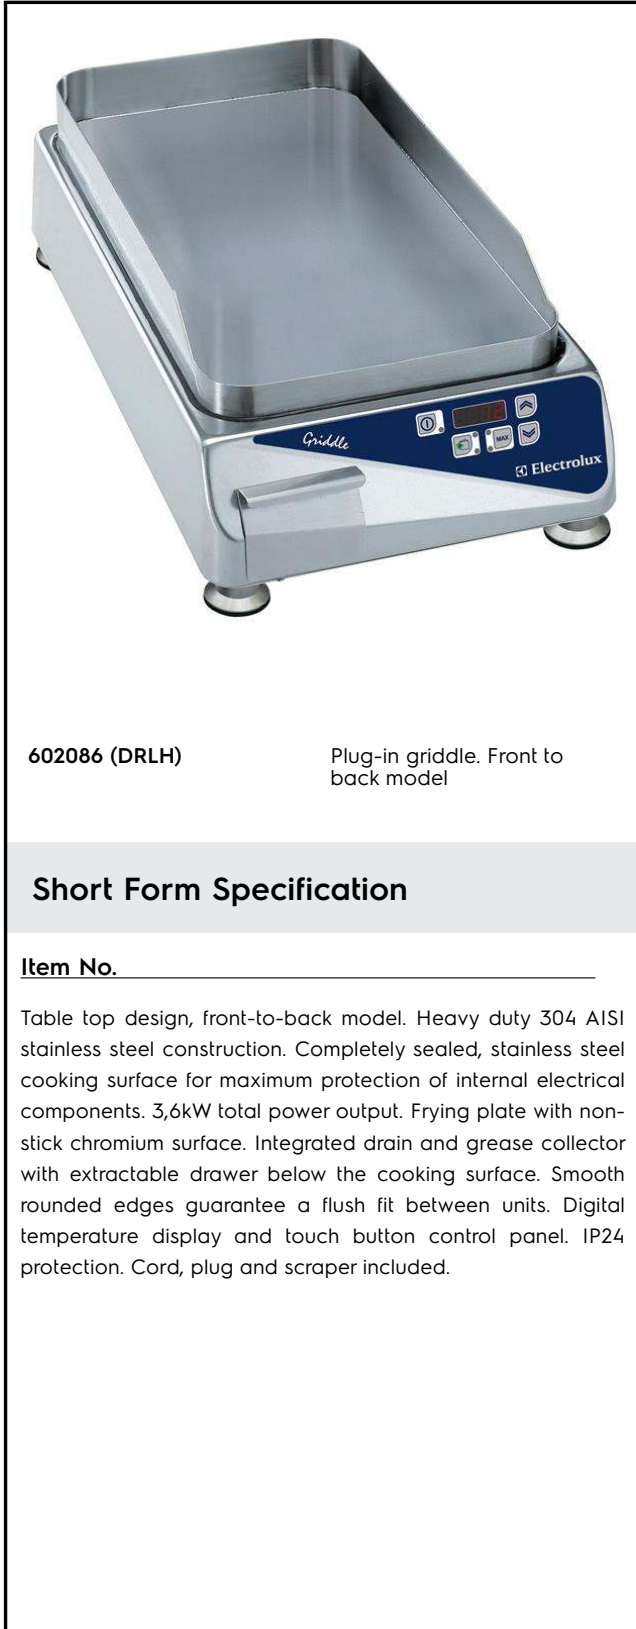 Griddle
MAX
Electrolux
602086 (DRLH)
Plug-in griddle. Front to
back model
Short Form Specification
Item No.
Table top design, front-to-back model. Heavy duty 304 AISI
stainless steel construction. Completely sealed, stainless steel
cooking surface for maximum protection of internal electrical
components. 3,6kW total power output. Frying plate with non-
stick chromium surface. Integrated drain and grease collector
with extractable drawer below the cooking surface. Smooth
rounded edges guarantee a flush fit between units. Digital
temperature display and touch button control panel. IP24
protection. Cord, plug and scraper included.